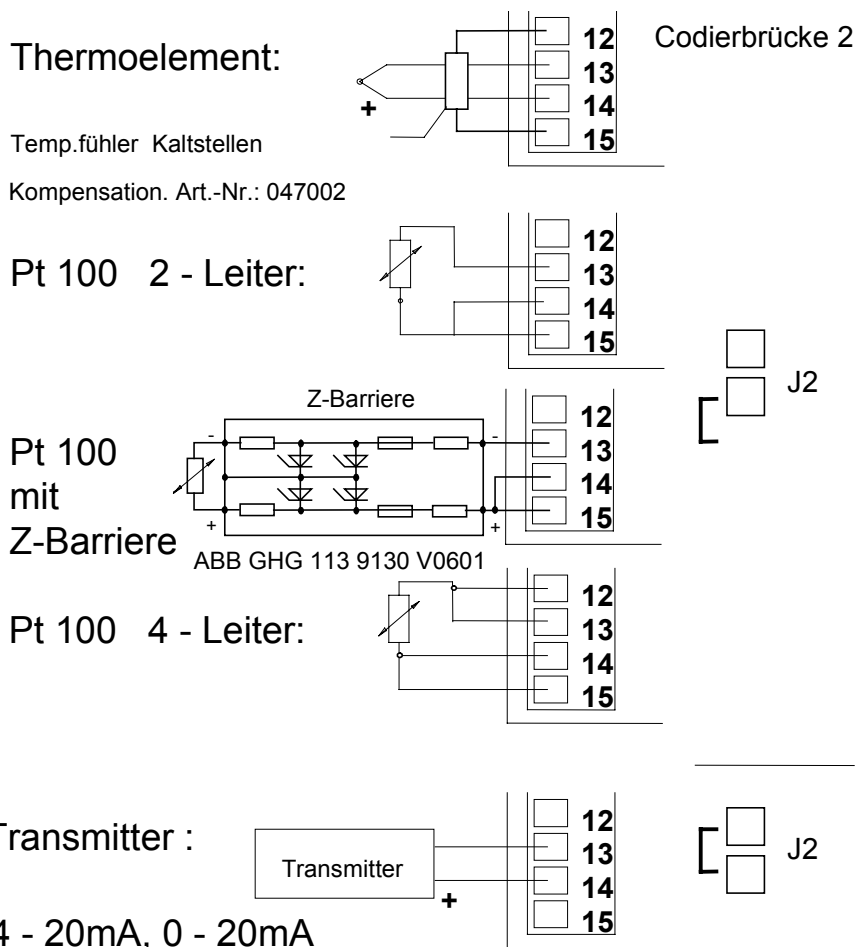 Thermoelement:
+
Temp.fühler Kaltstellen
Kompensation. Art.-Nr.: 047002
12
13
14
15
Codierbrücke 2
Pt 100 2 - Leiter:
12
13
14
15
J2
Pt 100
mit
Z-Barriere
Z-Barriere
-
+
-
+
ABB GHG 113 9130 V0601
12
13
14
15
Pt 100 4 - Leiter:
12
13
14
15
Transmitter :
Transmitter
+
12
13
14
15
J2
4 - 20mA, 0 - 20mA